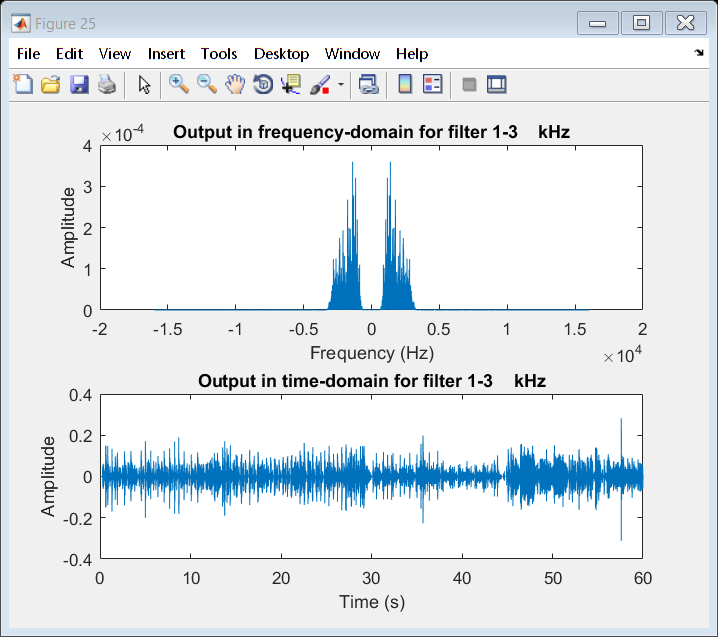 Figure 25
File Edit View Insert Tools Desktop Window Help
×10-4
Output in frequency-domain for filter 1-3 kHz
4
3
2
1
0
Amplitude
-2 -1.5 -1 -0.5 0 0.5 1 1.5 2
Frequency (Hz)
×10 4
Output in time-domain for filter 1-3 kHz
0.4
0.2
0
-0.2
-0.4
Amplitude
0 10 20 30 40 50 60
Time (s)